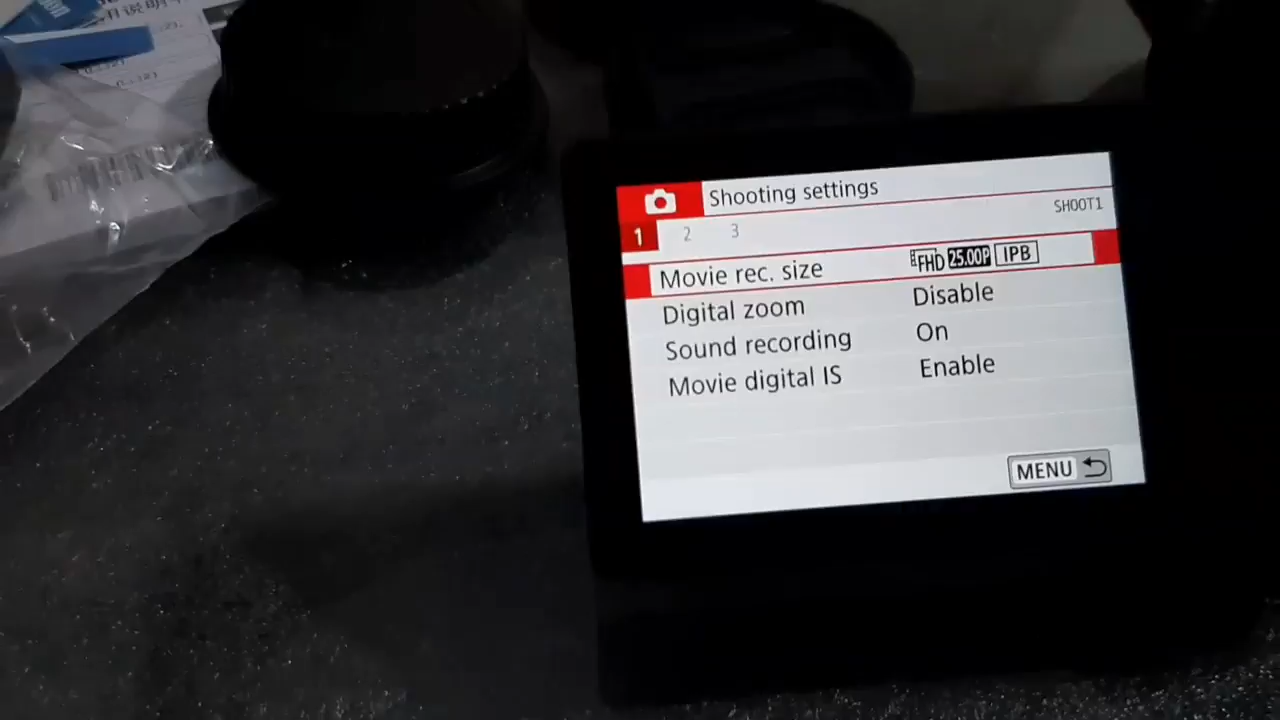 Shooting settings
1 2 3 SHOOT1
Movie rec. size FHD 25.00P IPB
Digital zoom Disable
Sound recording On
Movie digital IS Enable
MENU